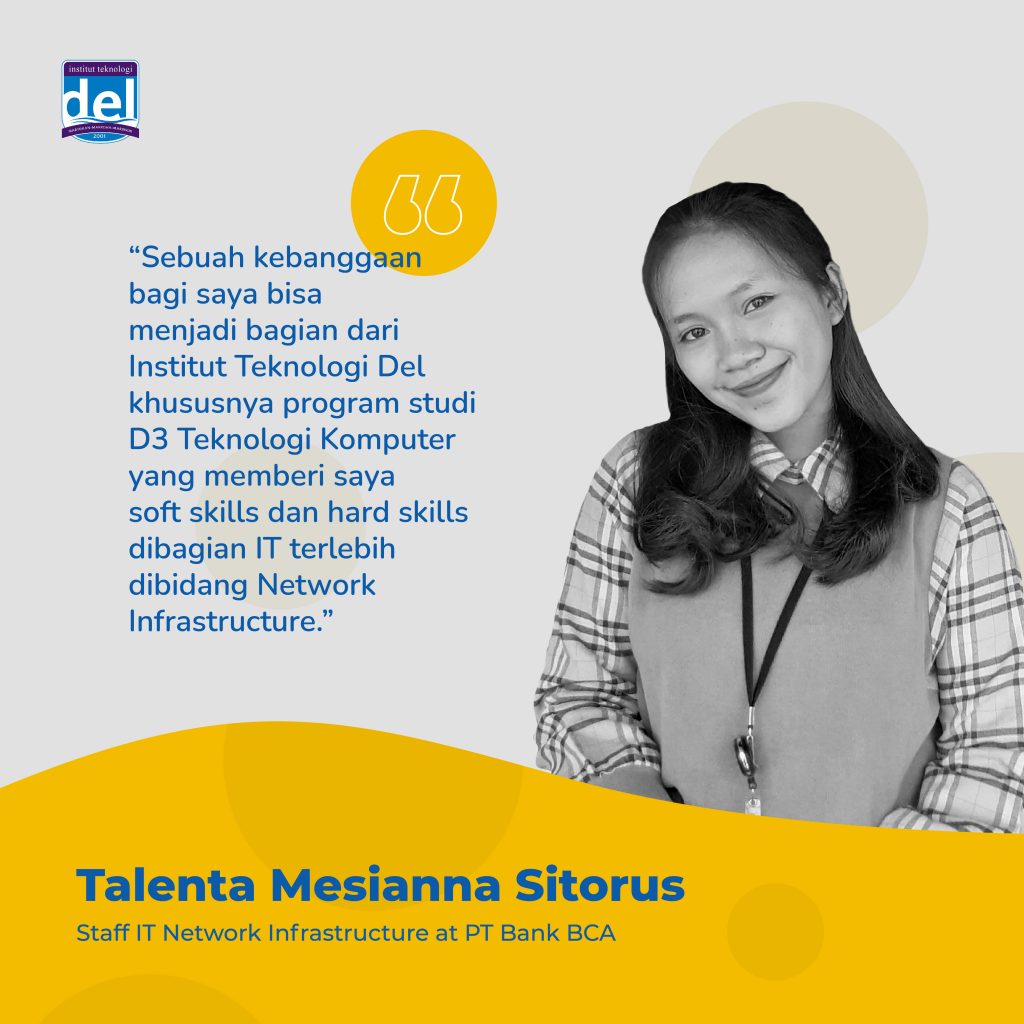 institut teknologi
del
2001
“Sebuah kebanggaan
bagi saya bisa
menjadi bagian dari
Institut Teknologi Del
khususnya program studi
D3 Teknologi Komputer
yang memberi saya
soft skills dan hard skills
dibagian IT terlebih
dibidang Network
Infrastructure.”
Talenta Mesianna Sitorus
Staff IT Network Infrastructure at PT Bank BCA